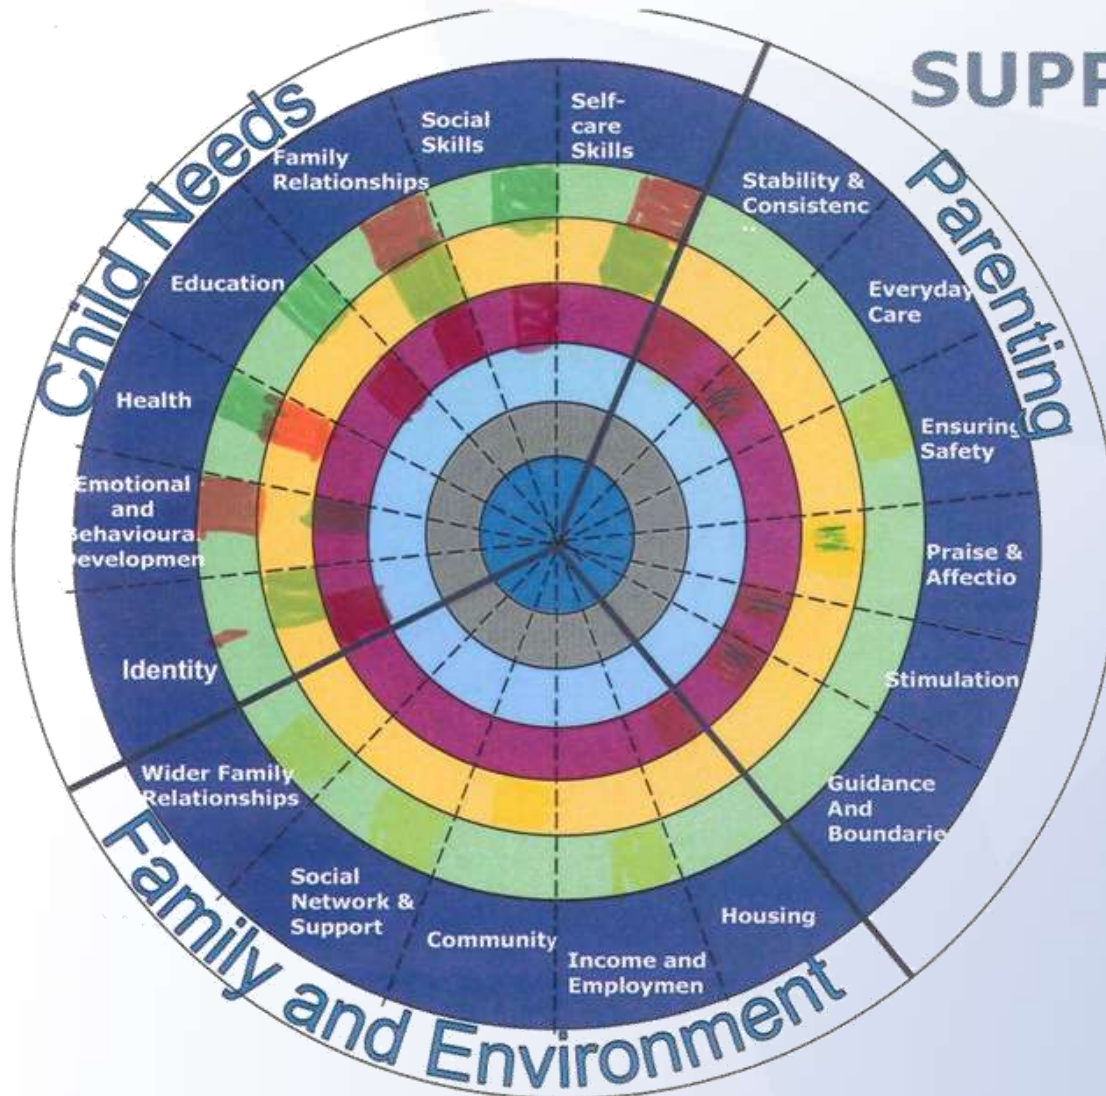 SUPP
Child Needs
Parenting
Family and Environment
Self-
care
Skills
Social
Skills
Family
Relationships
Education
Health
Emotional
and
Behavioura
Developmen
Identity
Stability &
Consistenc
..
Everyday
Care
Ensuring
Safety
Praise &
Affectio
Stimulation
Guidance
And
Boundarie
Housing
Income and
Employmen
Community
Social
Network &
Support
Wider Family
Relationships